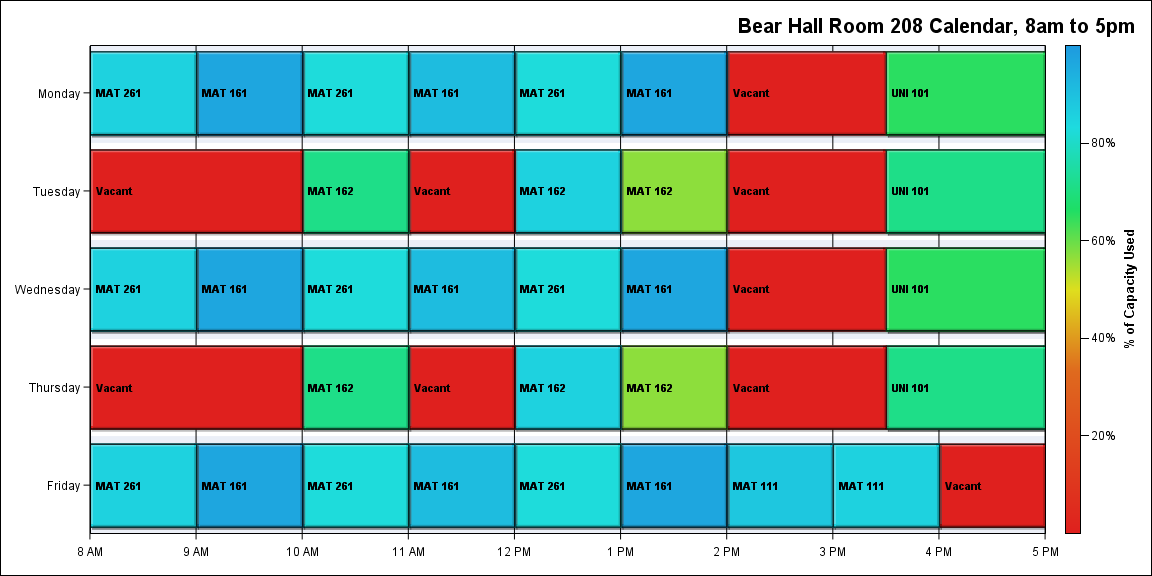 Bear Hall Room 208 Calendar, 8am to 5pm
Monday
MAT 261 MAT 161 MAT 261 MAT 161 MAT 261 MAT 161 Vacant UNI 101
80%
Tuesday
Vacant MAT 162 Vacant MAT 162 MAT 162 Vacant UNI 101
60%
% of Capacity Used
Wednesday
MAT 261 MAT 161 MAT 261 MAT 161 MAT 261 MAT 161 Vacant UNI 101
40%
Thursday
Vacant MAT 162 Vacant MAT 162 MAT 162 Vacant UNI 101
20%
Friday
MAT 261 MAT 161 MAT 261 MAT 161 MAT 261 MAT 161 MAT 111 MAT 111 Vacant
8 AM 9 AM 10 AM 11 AM 12 PM 1 PM 2 PM 3 PM 4 PM 5 PM